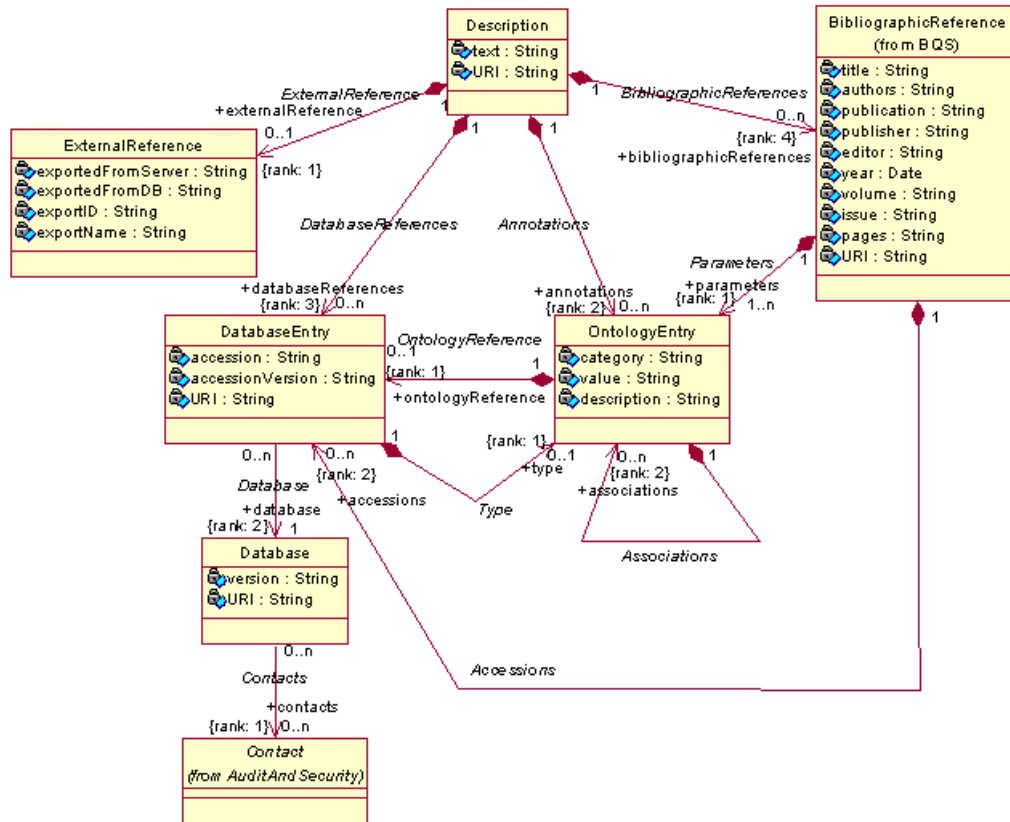 Description
text : String
URI : String
BibliographicReference
(from BQS)
title : String
authors : String
publication : String
publisher : String
editor : String
year : Date
volume : String
issue : String
pages : String
URI : String
ExternalReference
+externalReference
1
0..1
{rank: 1}
1
BibliographicReferences
0..n
{rank: 4}
+bibliographicReferences
1
1
ExternalReference
exportedFromServer : String
exportedFromDB : String
exportID : String
exportName : String
DatabaseReferences
Annotations
1
Parameters
+parameters
{rank: 1}
1..n
1
+databaseReferences
{rank: 3}
0..n
+annotations
{rank: 2}
0..n
DatabaseEntry
accession : String
accessionVersion : String
URI : String
OntologyReference
0..1
{rank: 1}
1
+ontologyReference
OntologyEntry
category : String
value : String
description : String
0..n
0..n
{rank: 2}
+accessions
1
{rank: 1}
0..1
+type
Type
0..n
{rank: 2}
+associations
1
Associations
Database
+database
{rank: 2}
1
Database
version : String
URI : String
0..n
Contacts
+contacts
{rank: 1}
0..n
Accessions
Contact
(from AuditAndSecurity)